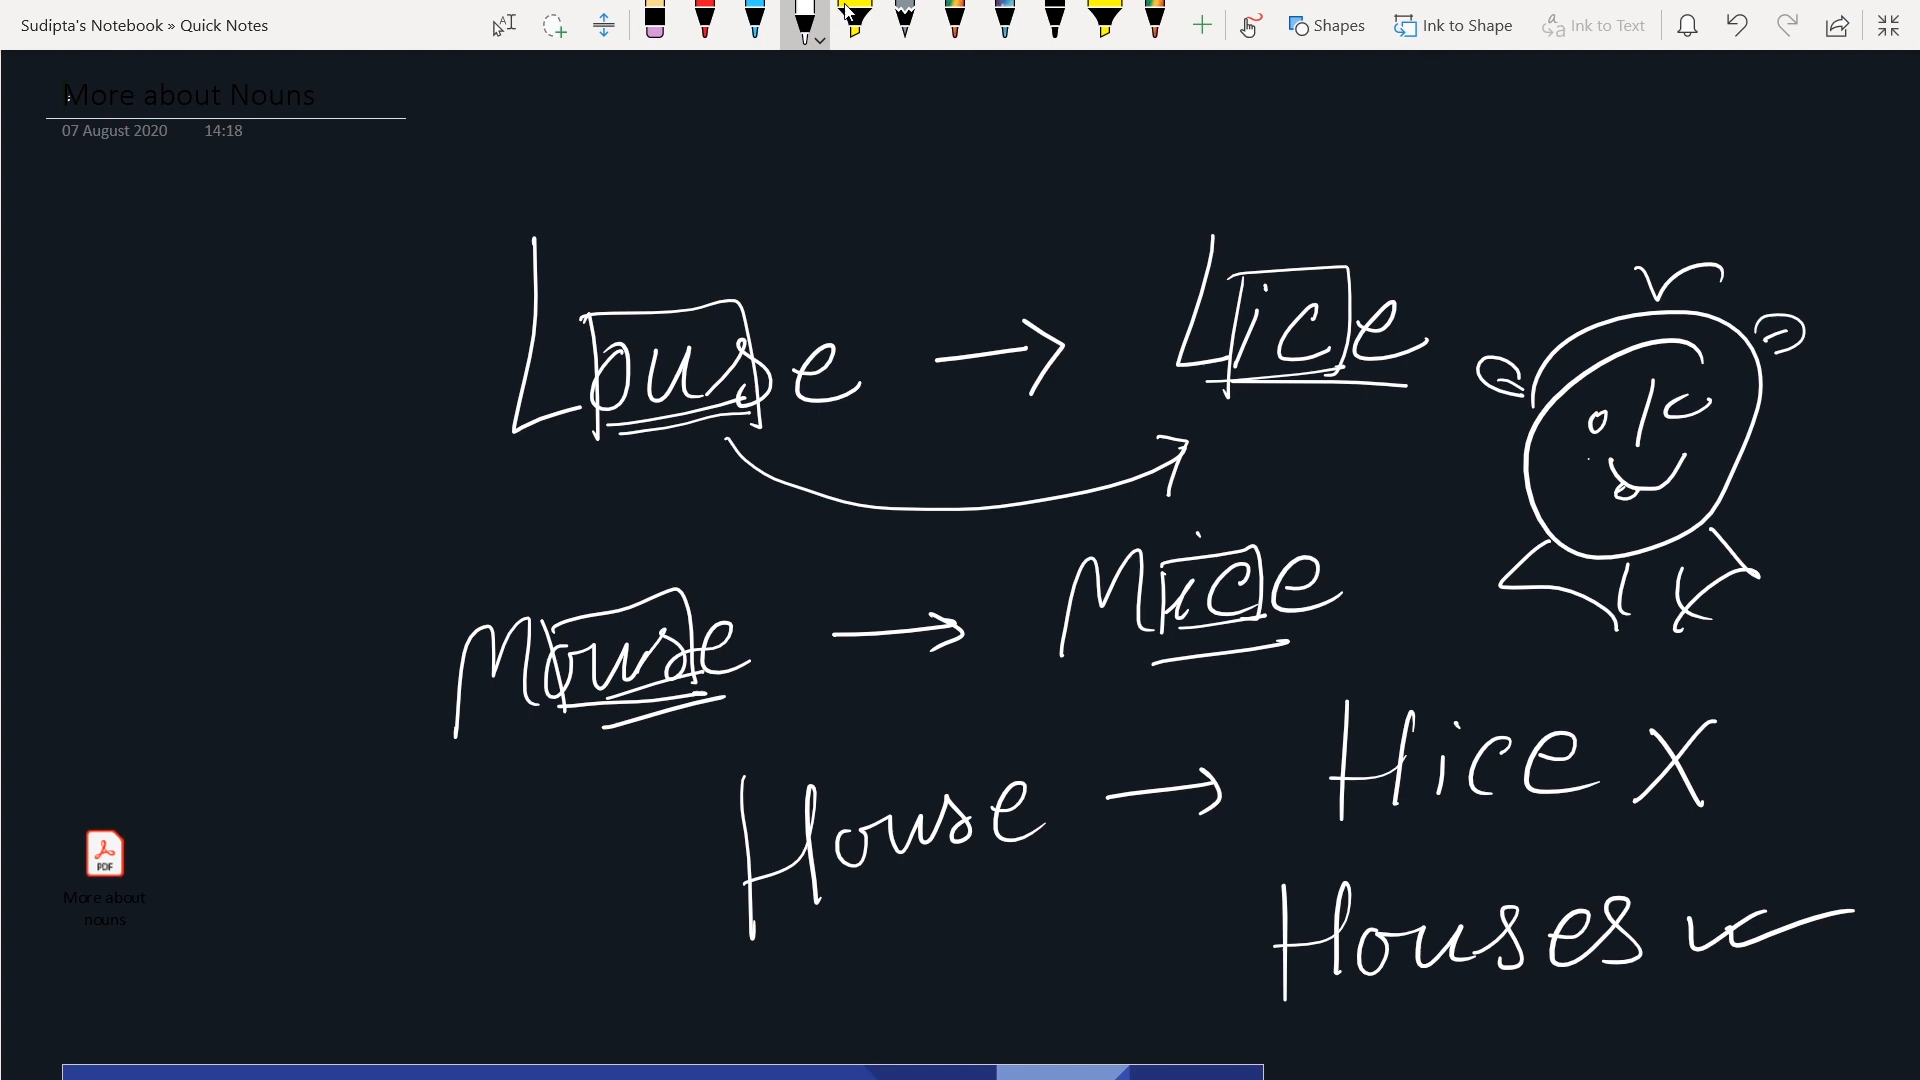 Sudipta's Notebook » Quick Notes
Shapes
Ink to Shape
Ink to Text
More about Nouns
07 August 2020 14:18
Louse → Lice
Mouse → Mice
House → Hice X
Houses ✓
PDF
More about
nouns